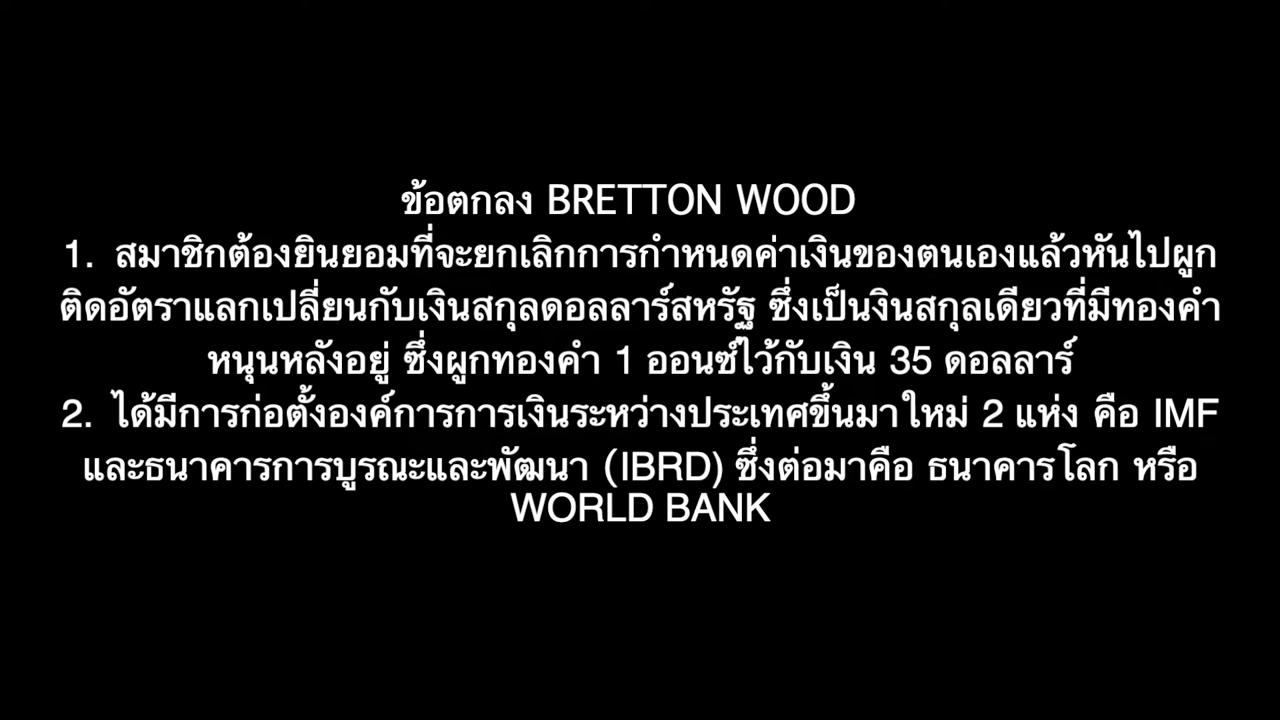 ข้อตกลง BRETTON WOOD
1. สมาชิกต้องยินยอมที่จะยกเลิกการกำหนดค่าเงินของตนเองแล้วหันไปผูก
ติดอัตราแลกเปลี่ยนกับเงินสกุลดอลลาร์สหรัฐ ซึ่งเป็นงินสกุลเดียวที่มีทองคำ
หนุนหลังอยู่ ซึ่งผูกทองคำ 1 ออนซ์ไว้กับเงิน 35 ดอลลาร์
2. ได้มีการก่อตั้งองค์การการเงินระหว่างประเทศขึ้นมาใหม่ 2 แห่ง คือ IMF
และธนาคารการบูรณะและพัฒนา (IBRD) ซึ่งต่อมาคือ ธนาคารโลก หรือ
WORLD BANK